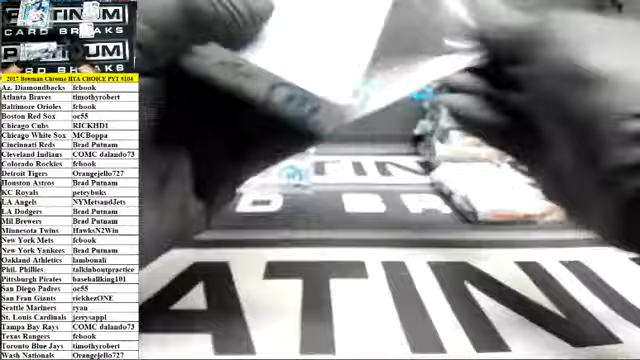 PLATINUM
CARD BREAKS
2017 Bowman Chrome HTA CHOICE PYT #104
Az. Diamondbacks fcbook
Atlanta Braves timothyrobert
Baltimore Orioles fcbook
Boston Red Sox oc55
Chicago Cubs RICKHD1
Chicago White Sox MCBoppa
Cincinnati Reds Brad Putnam
Cleveland Indians COMC dalando73
Colorado Rockies fcbook
Detroit Tigers Orangejello727
Houston Astros Brad Putnam
KC Royals peteybuks
LA Angels NYMetsandJets
LA Dodgers Brad Putnam
Mil Brewers Brad Putnam
Minnesota Twins HawksN2Win
New York Mets fcbook
New York Yankees Brad Putnam
Oakland Athletics lambonali
Phil. Phillies talkinboutpractice
Pittsburgh Pirates baseballking101
San Diego Padres oc55
San Fran Giants rickhezONE
Seattle Mariners ryan
St. Louis Cardinals jerrysappl
Tampa Bay Rays COMC dalando73
Texas Rangers fcbook
Toronto Blue Jays timothyrobert
Wash Nationals Orangejello727
TIN
D BR
ATINU